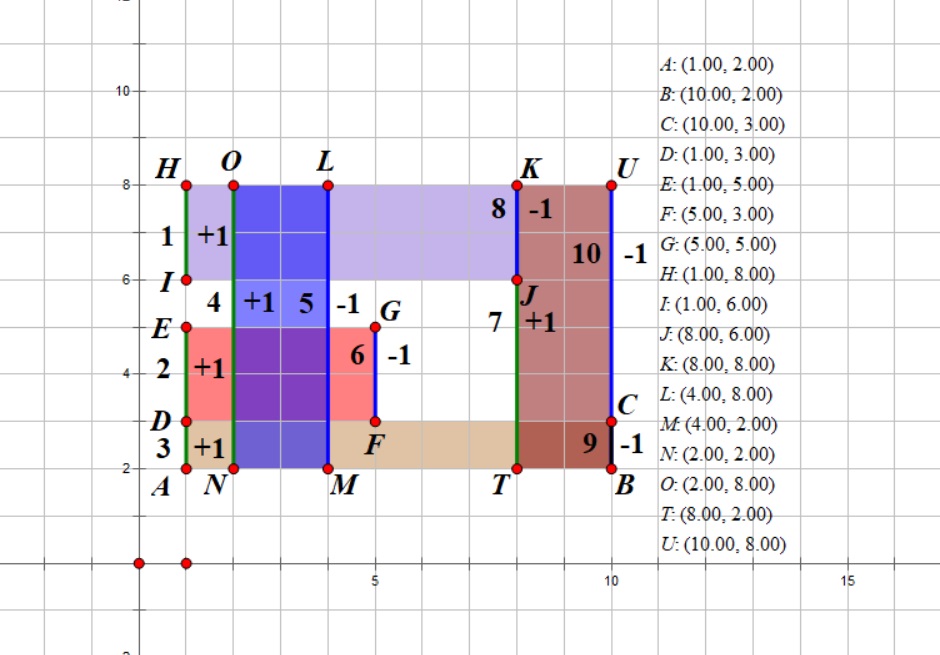 12
10
H O L K U
8
8 -1
1 +1
10 -1
6
I
4 +1 5 -1 G
J
7 +1
E
6 -1
2 +1
4
D
C
3 +1
F
9 -1
2
A N M T B
5 10 15
2
A: (1.00, 2.00)
B: (10.00, 2.00)
C: (10.00, 3.00)
D: (1.00, 3.00)
E: (1.00, 5.00)
F: (5.00, 3.00)
G: (5.00, 5.00)
H: (1.00, 8.00)
I: (1.00, 6.00)
J: (8.00, 6.00)
K: (8.00, 8.00)
L: (4.00, 8.00)
M: (4.00, 2.00)
N: (2.00, 2.00)
O: (2.00, 8.00)
T: (8.00, 2.00)
U: (10.00, 8.00)